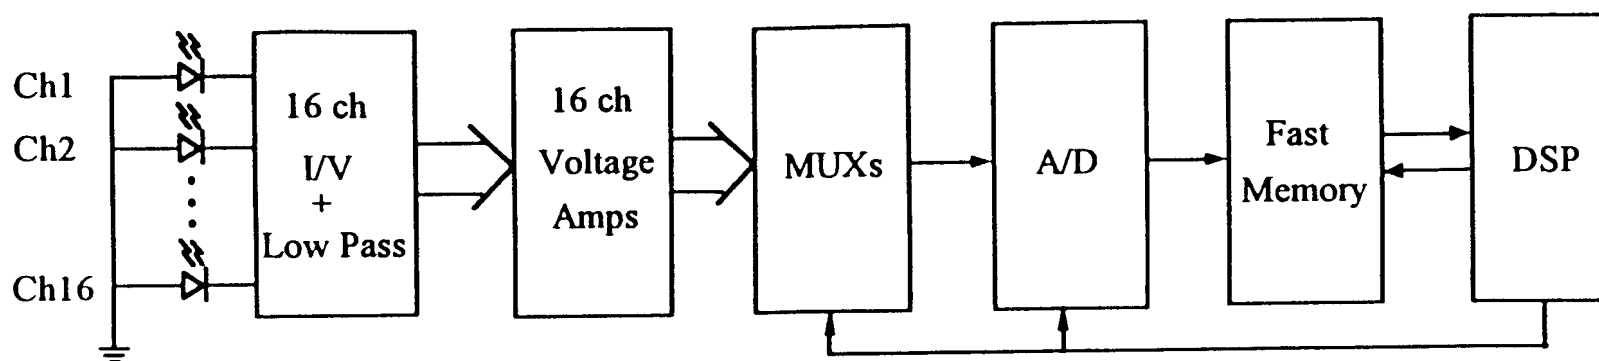 Ch1
Ch2
Ch16
16 ch
I/V
+
Low Pass
16 ch
Voltage
Amps
MUXs
A/D
Fast
Memory
DSP